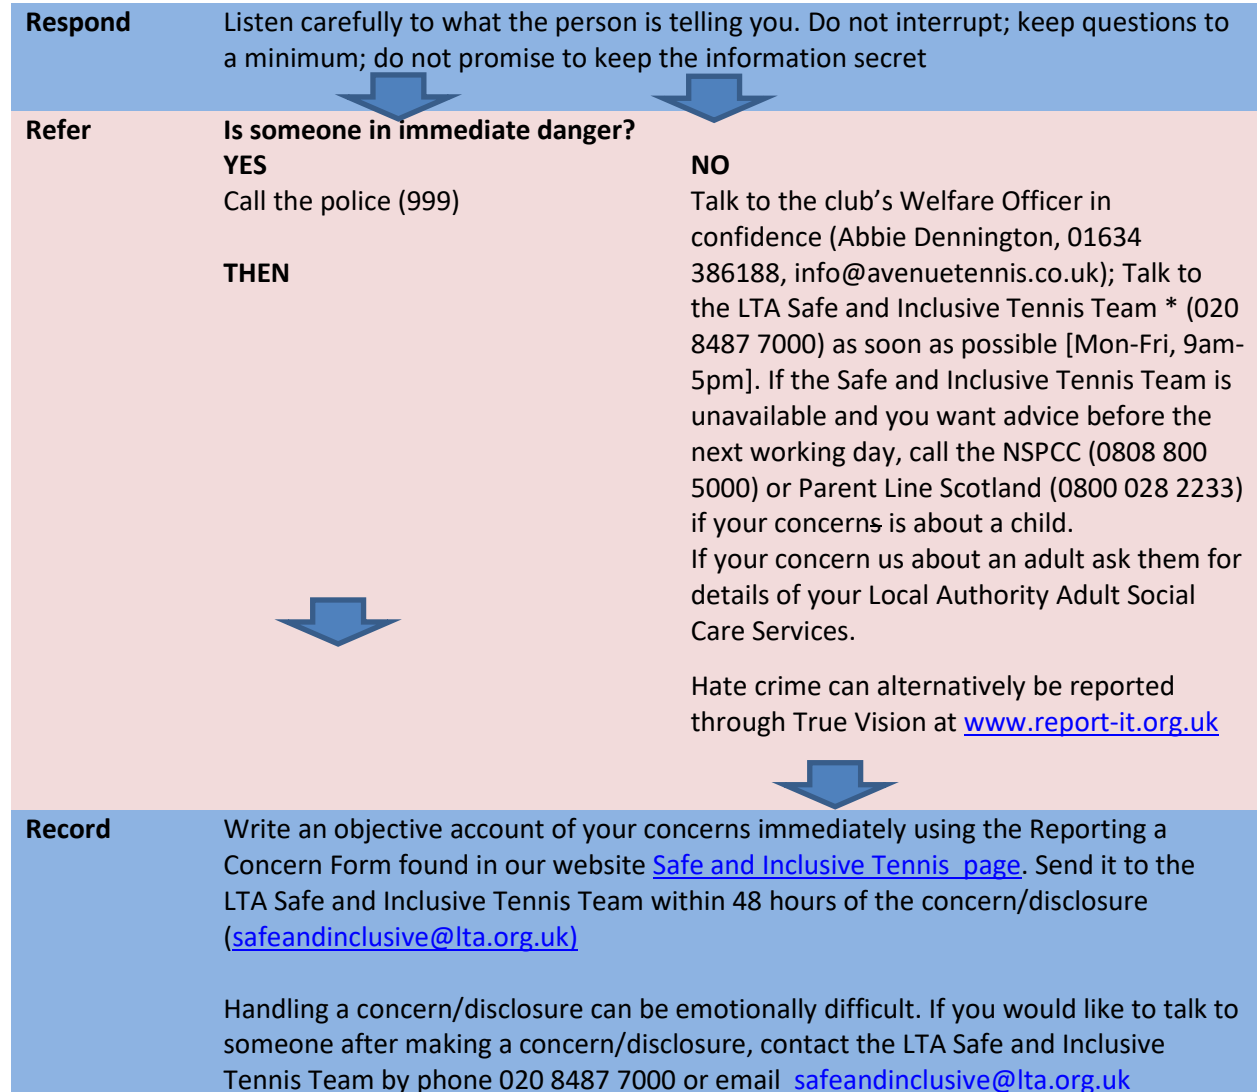 Respond
Listen carefully to what the person is telling you. Do not interrupt; keep questions to
a minimum; do not promise to keep the information secret
Refer
Is someone in immediate danger?
YES
Call the police (999)
THEN
NO
Talk to the club’s Welfare Officer in
confidence (Abbie Dennington, 01634
386188, info@avenuetennis.co.uk); Talk to
the LTA Safe and Inclusive Tennis Team * (020
8487 7000) as soon as possible [Mon-Fri, 9am-
5pm]. If the Safe and Inclusive Tennis Team is
unavailable and you want advice before the
next working day, call the NSPCC (0808 800
5000) or Parent Line Scotland (0800 028 2233)
if your concerns is about a child.
If your concern us about an adult ask them for
details of your Local Authority Adult Social
Care Services.
Hate crime can alternatively be reported
through True Vision at www.report-it.org.uk
Record
Write an objective account of your concerns immediately using the Reporting a
Concern Form found in our website Safe and Inclusive Tennis  page. Send it to the
LTA Safe and Inclusive Tennis Team within 48 hours of the concern/disclosure
(safeandinclusive@lta.org.uk)
Handling a concern/disclosure can be emotionally difficult. If you would like to talk to
someone after making a concern/disclosure, contact the LTA Safe and Inclusive
Tennis Team by phone 020 8487 7000 or email  safeandinclusive@lta.org.uk